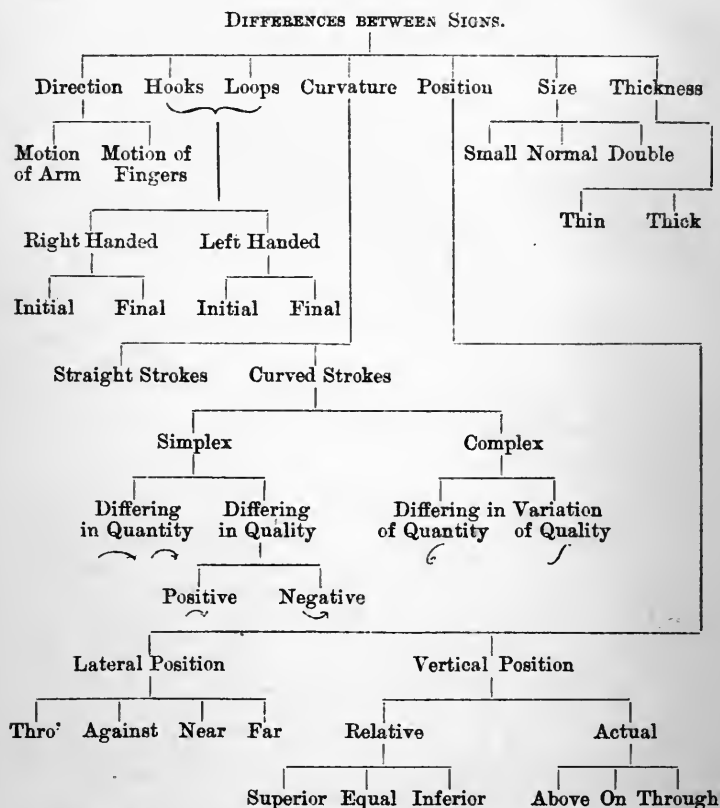 DIFFERENCES BETWEEN SIGNS.
Direction Hooks Loops Curvature Position Size Thickness
Motion of Arm Motion of Fingers
Small Normal Double
Thin Thick
Right Handed Left Handed
Initial Final Initial Final
Straight Strokes Curved Strokes
Simplex Complex
Differing in Quantity Differing in Quality
Differing in of Quantity Variation of Quality
Positive Negative
Lateral Position Vertical Position
Thro' Against Near Far
Relative Actual
Superior Equal Inferior Above On Through